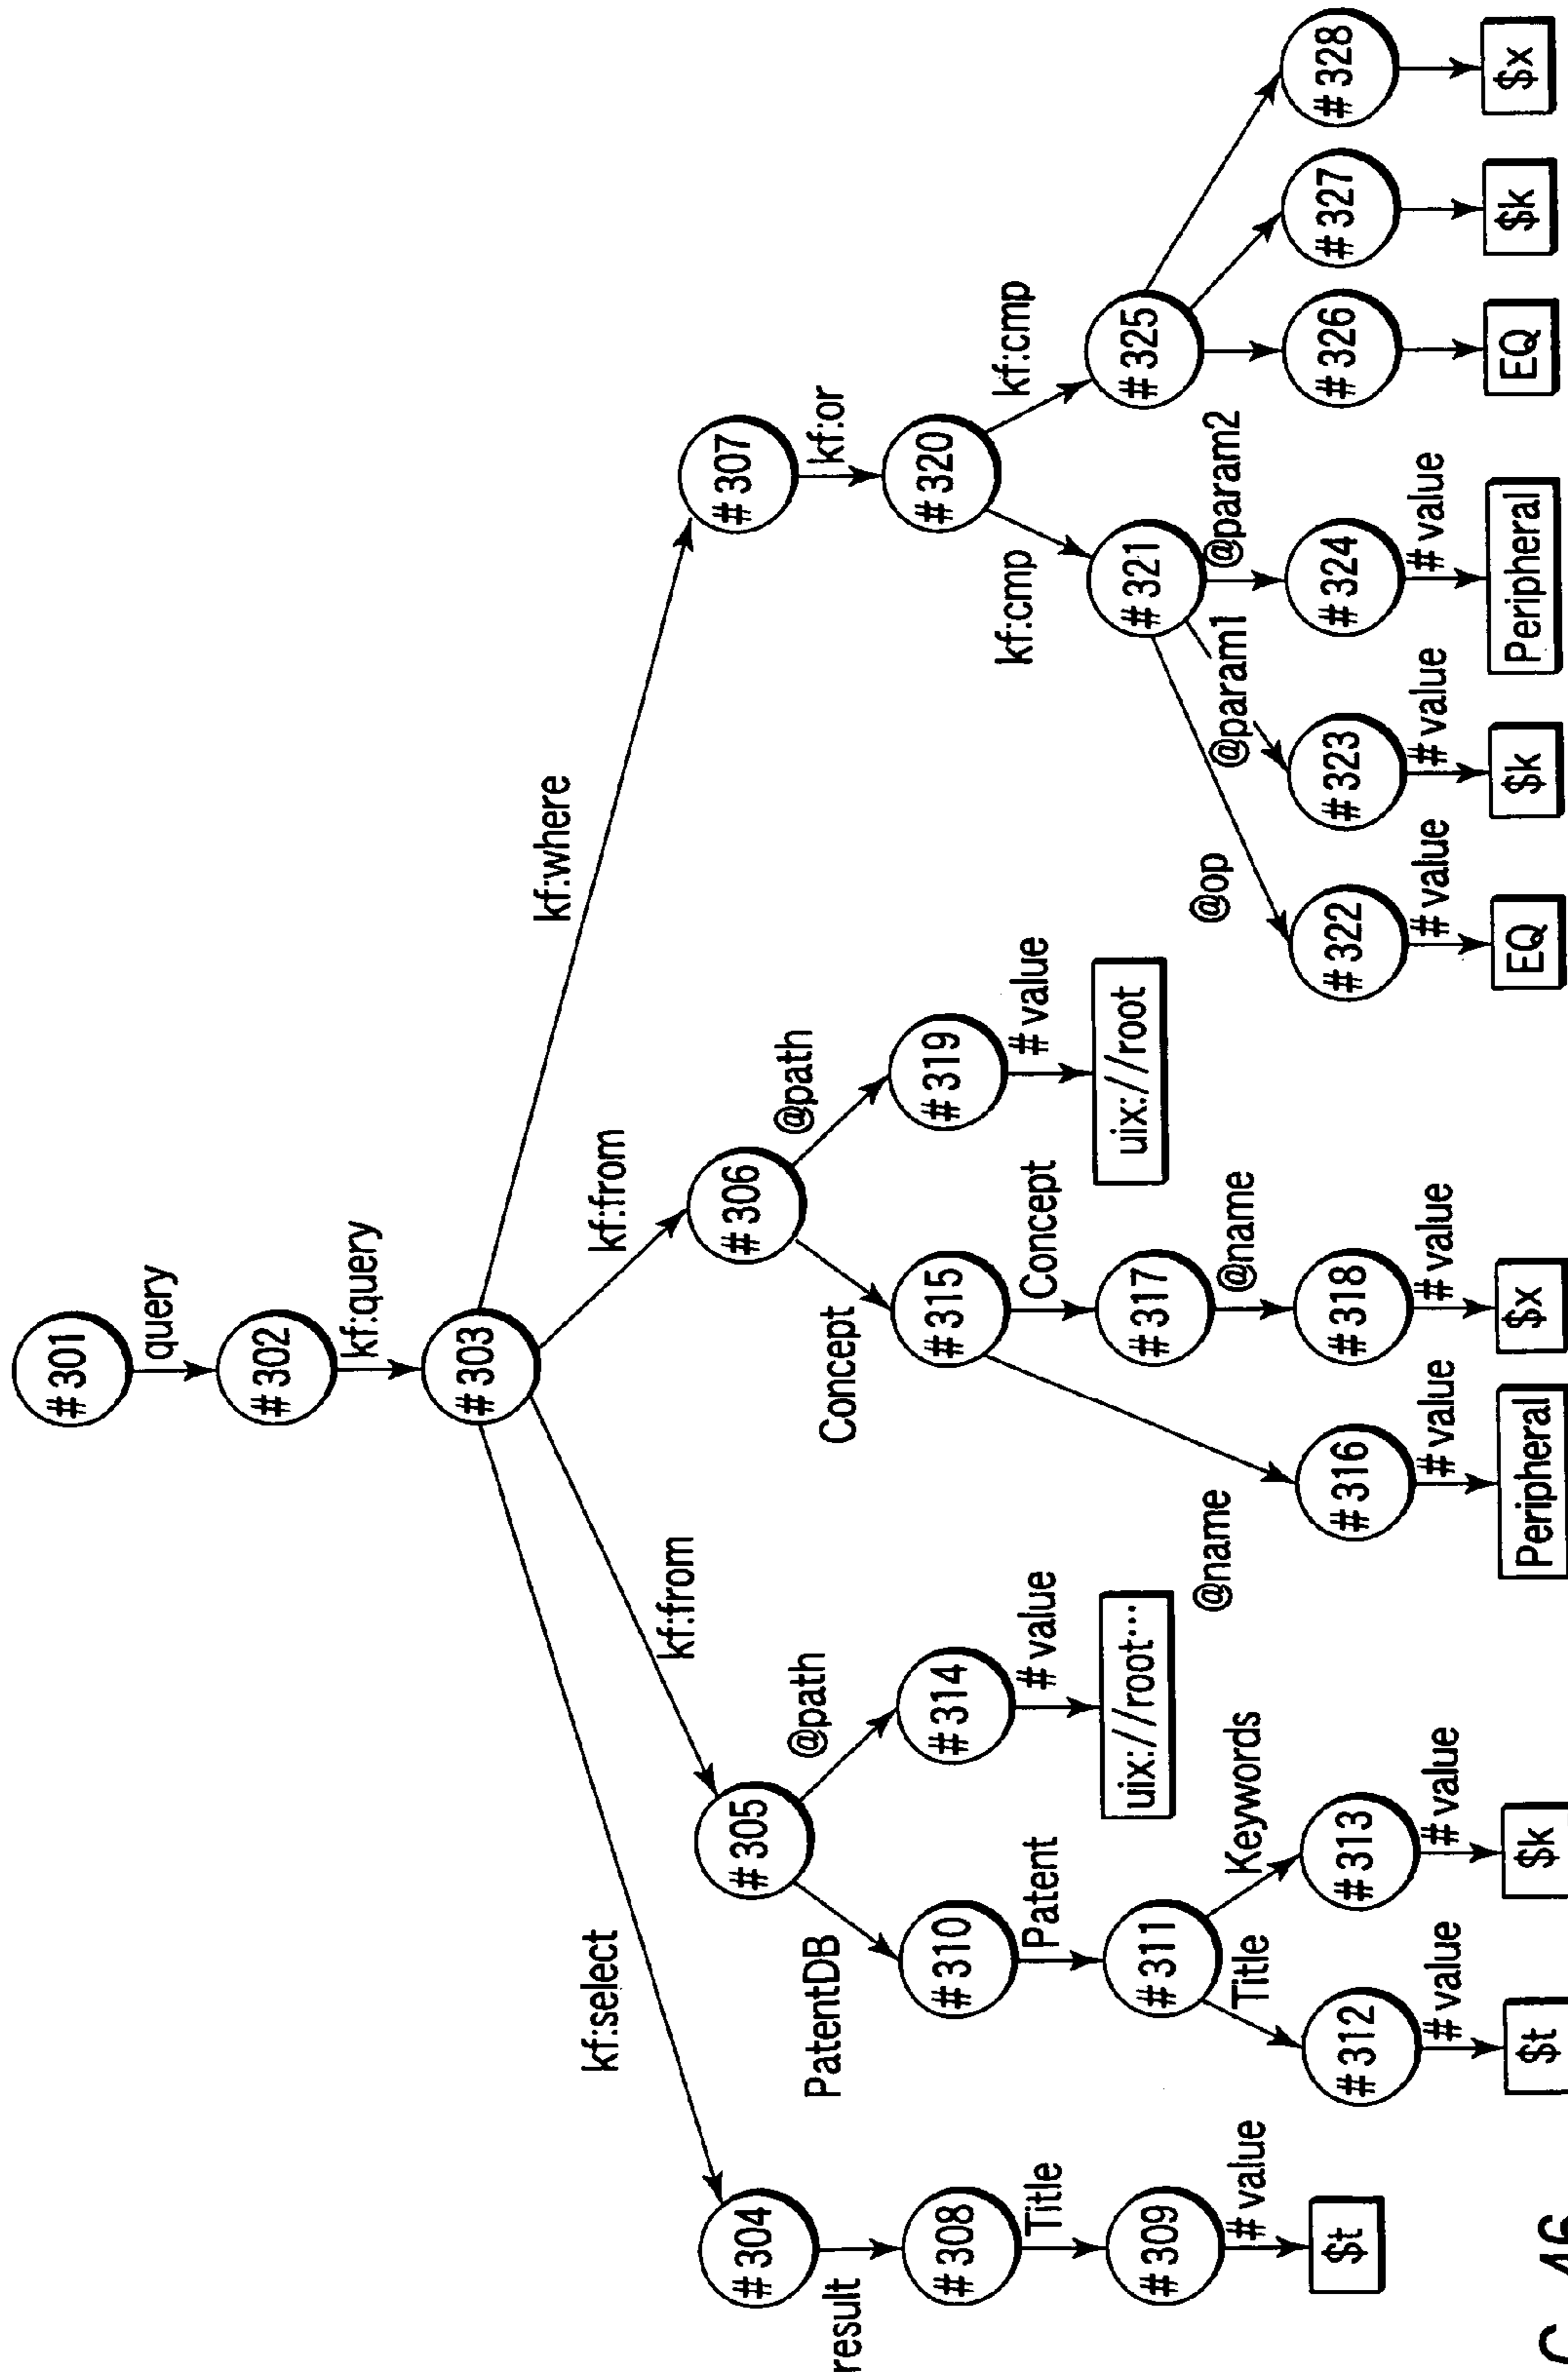 #301
query
#302
kf:query
#303
kf:select
kf:from
kf:from
kf:where
#304
#305
#306
#307
result
PatentDB
@path
Concept
@path
kf:or
#308
#310
#314
#315
#319
#320
Title
Patent
# value
Concept
# value
kf:cmp
kf:cmp
#309
#311
uix://root...
#317
uix://root
#321
#325
# value
Title
Keywords
@name
@name
@op
@param1
@param2
$t
#312
#313
#316
#318
#322
#323
#324
#326
#327
#328
# value
# value
# value
# value
# value
# value
# value
$t
$k
Peripheral
$x
EQ
$k
Peripheral
EQ
$k
$x